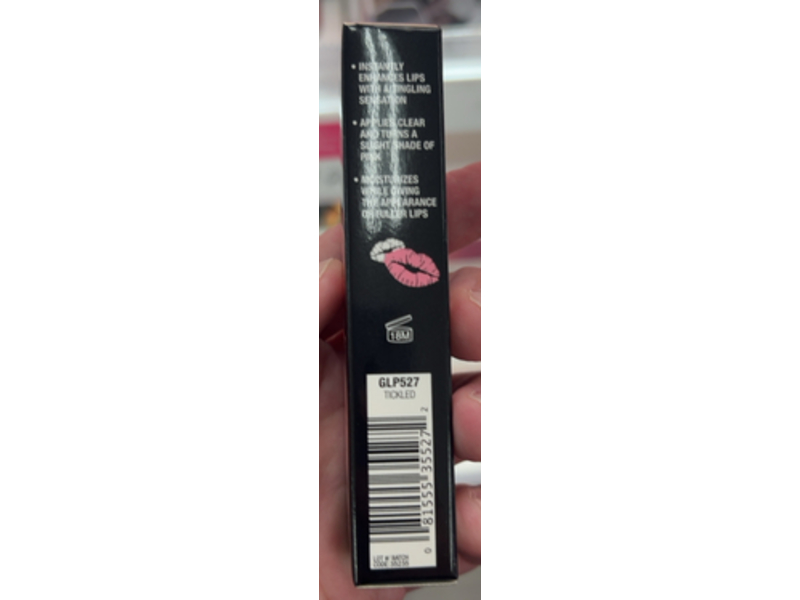 • INSTANTLY
ENHANCES LIPS
WITH A TINGLING
SENSATION
• APPLIES CLEAR
AND TURNS A
SLIGHT SHADE OF
PINK
• MOISTURIZES
WHILE GIVING
THE APPEARANCE
OF FULLER LIPS
18M
GLP527
TICKLED
0 81555 35527 2
LOT #/ BATCH
CODE: